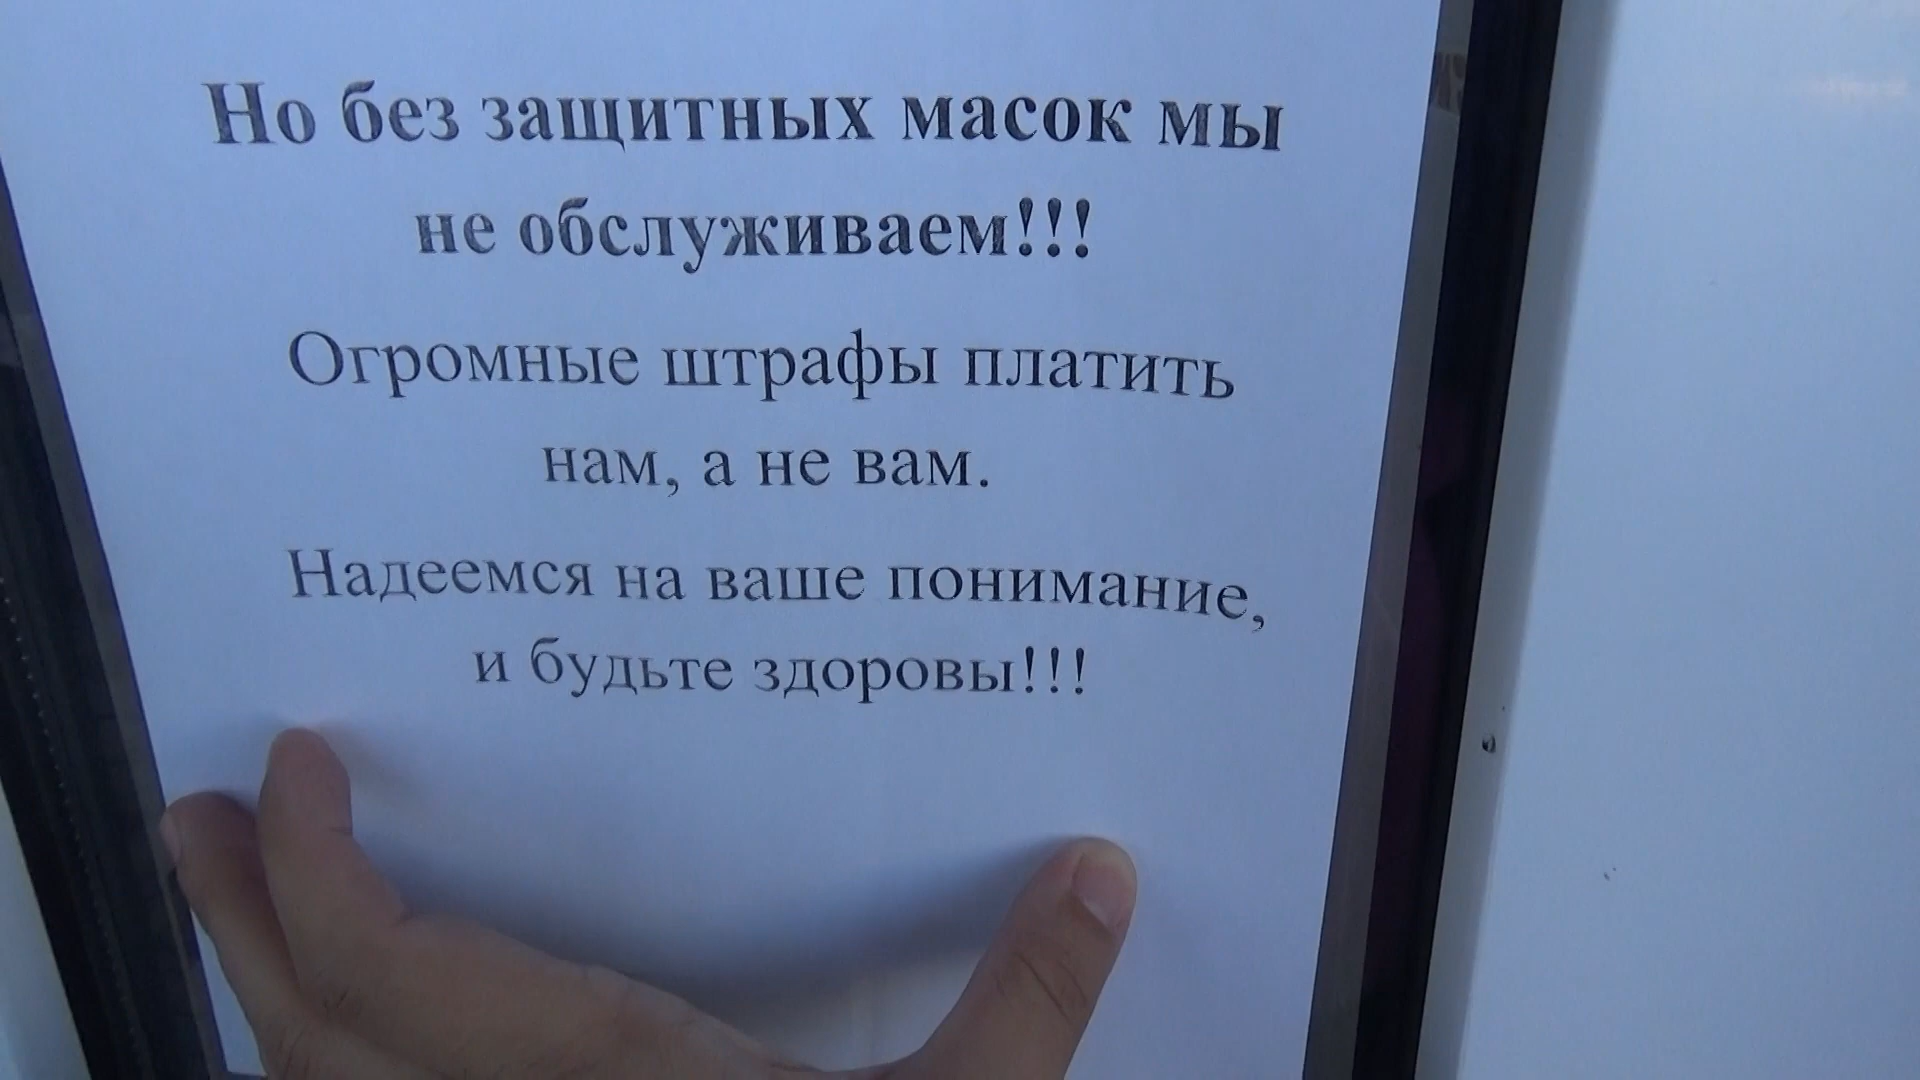 Но без защитных масок мы
не обслуживаем!!!
Огромные штрафы платить
нам, а не вам.
Надеемся на ваше понимание,
и будьте здоровы!!!